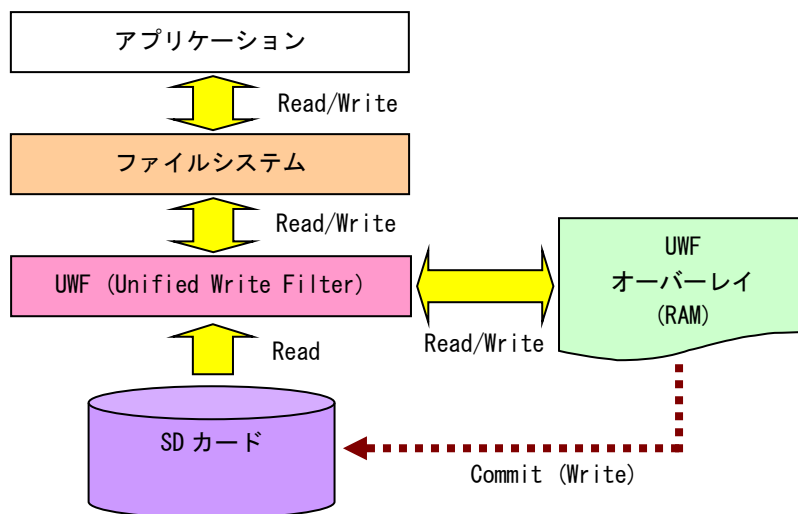 アプリケーション
Read/Write
ファイルシステム
Read/Write
UWF (Unified Write Filter)
UWF
オーバーレイ
(RAM)
Read/Write
Read
SD カード
Commit (Write)